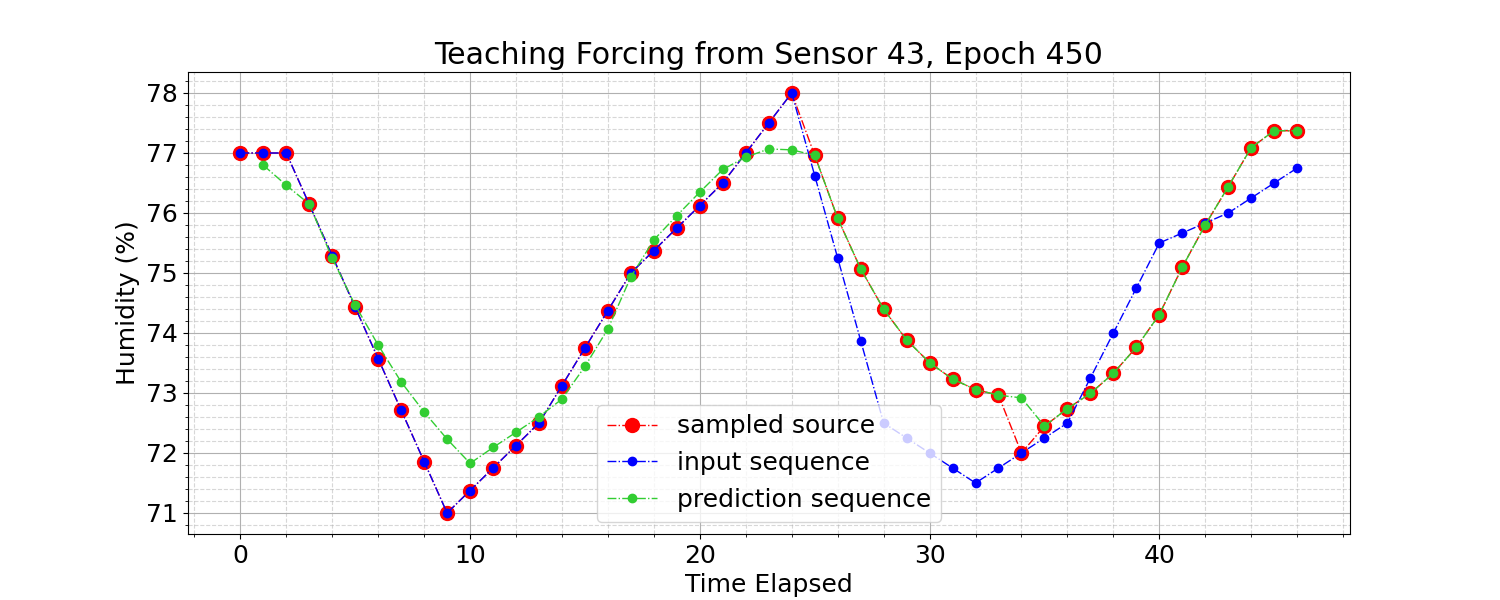 Teaching Forcing from Sensor 43, Epoch 450
Humidity (%)
78
77
76
75
74
73
72
71
sampled source
input sequence
prediction sequence
0 10 20 30 40
Time Elapsed